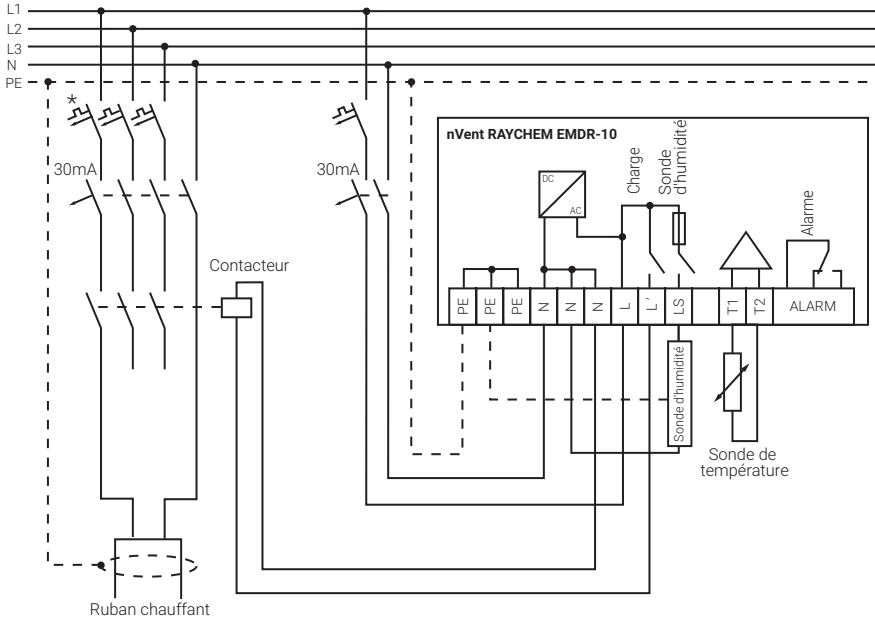 L1
L2
L3
N
PE
*
30mA
30mA
Contacteur
nVent RAYCHEM EMDR-10
DC
AC
Charge
Sonde
d'humidité
Alarme
PE
PE
PE
N
N
N
L
L'
LS
T1
T2
ALARM
Sonde d'humidité
Sonde de
température
Ruban chauffant